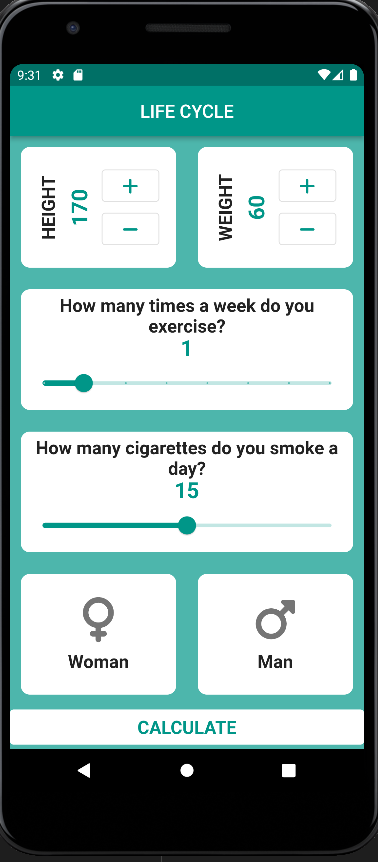 9:31
LIFE CYCLE
HEIGHT
170
+
-
WEIGHT
60
+
-
How many times a week do you
exercise?
1
How many cigarettes do you smoke a
day?
15
Woman
Man
CALCULATE